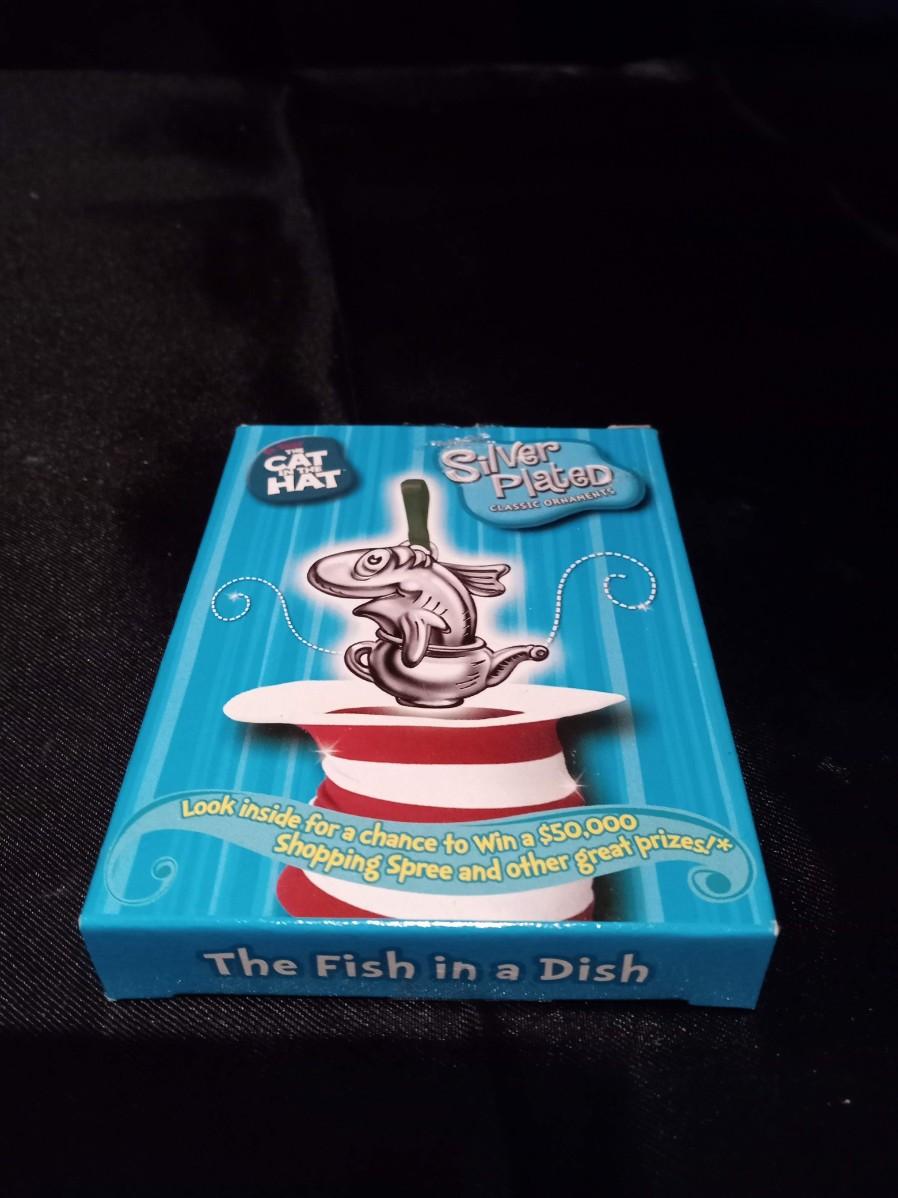 THE
CAT
IN THE
HAT
Silver
Plated
CLASSIC ORNAMENTS
Look inside for a chance to Win a $50,000
Shopping Spree and other great prizes!*
The Fish in a Dish